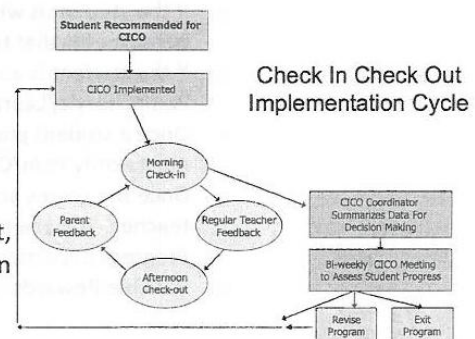 Student Recommended for
CICO
Check In Check Out
Implementation Cycle
CICO Implemented
Morning
Check-in
Parent
Feedback
Regular Teacher
Feedback
Afternoon
Check-out
CICO Coordinator
Summarizes Data For
Decision Making
Bi-weekly CICO Meeting
to Assess Student Progress
Revise
Program
Exit
Program